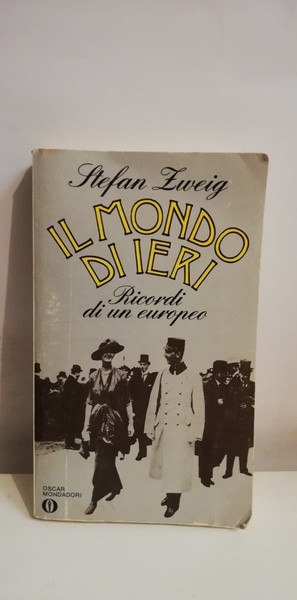 Stefan Zweig
IL MONDO
DI IERI
Ricordi
di un europeo
OSCAR
MONDADORI